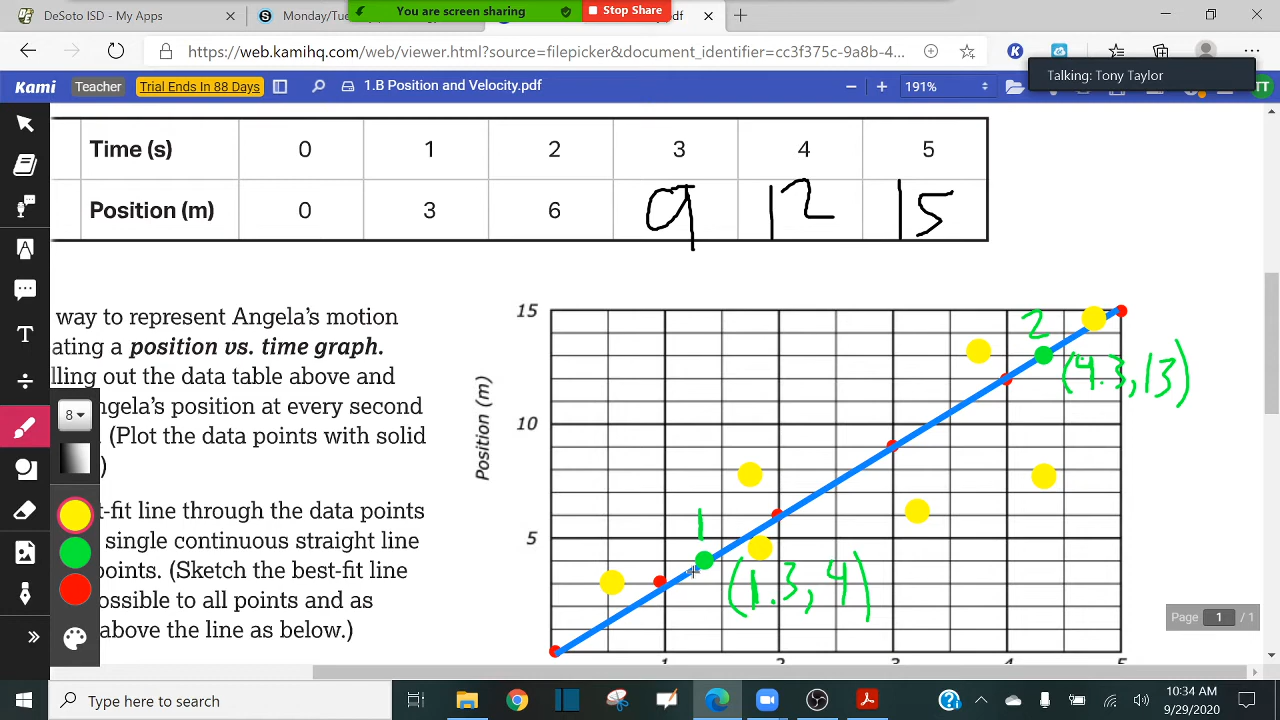 DeSoto ISD - Apps
Monday/Tues
You are screen sharing
Stop Share
https://web.kamihq.com/web/viewer.html?source=filepicker&document_identifier=cc3f375c-9a8b-4...
Talking: Tony Taylor
Kami Teacher Trial Ends In 88 Days 1.B Position and Velocity.pdf 191% TT
Time (s) 0 1 2 3 4 5
Position (m) 0 3 6 9 12 15
way to represent Angela's motion
ating a position vs. time graph.
lling out the data table above and
ngela's position at every second
(Plot the data points with solid
)
t-fit line through the data points
single continuous straight line
points. (Sketch the best-fit line
ossible to all points and as
above the line as below.)
8
15
10
5
Position (m)
1 2 3 4 5
2
(4.3,13)
1
(1.3, 4)
Page 1 / 1
Type here to search
10:34 AM
9/29/2020